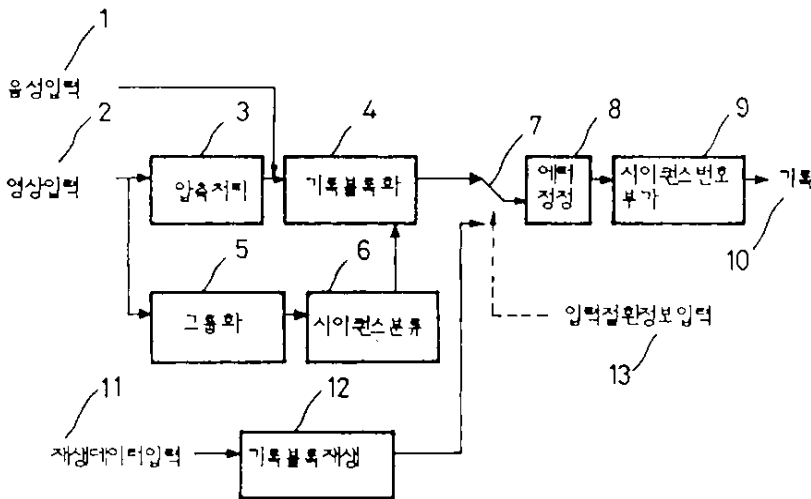 1
음성입력
2
영상입력
3
압축처리
4
기록블록화
7
8
에러
정정
9
시이퀀스번호
부가
기록
10
5
그룹화
6
시이퀀스분류
입력절환정보입력
13
11
재생데이터입력
12
기록블록재생